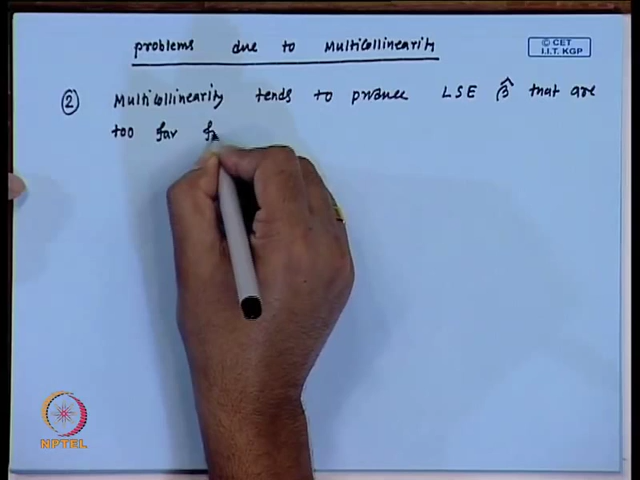 problems due to Multicollinearity
© CET
I.I.T. KGP
② Multicollinearity tends to produce LSE β̂ that are
too far
NPTEL